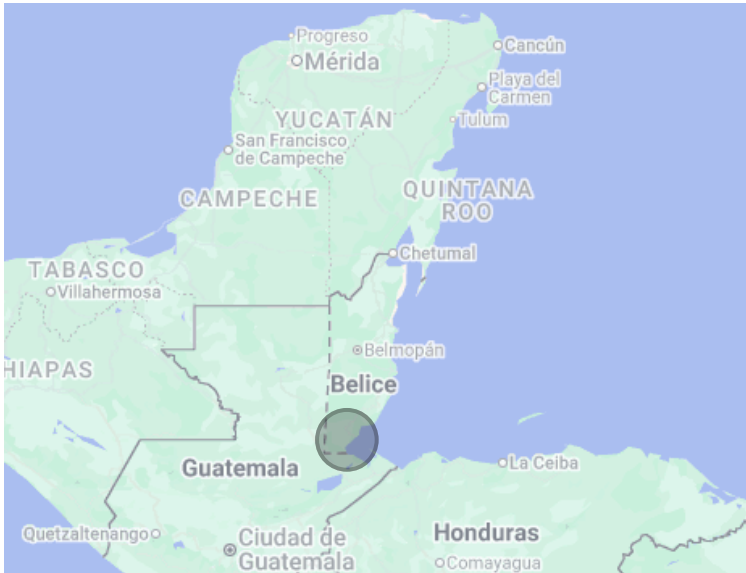 Progreso
Cancún
Mérida
Playa del
Carmen
YUCATÁN
Tulum
San Francisco
de Campeche
CAMPECHE
QUINTANA
ROO
Chetumal
TABASCO
Villahermosa
HIAPAS
Belmopán
Belice
Guatemala
La Ceiba
Quetzaltenango
Ciudad de
Guatemala
Honduras
Comayagua